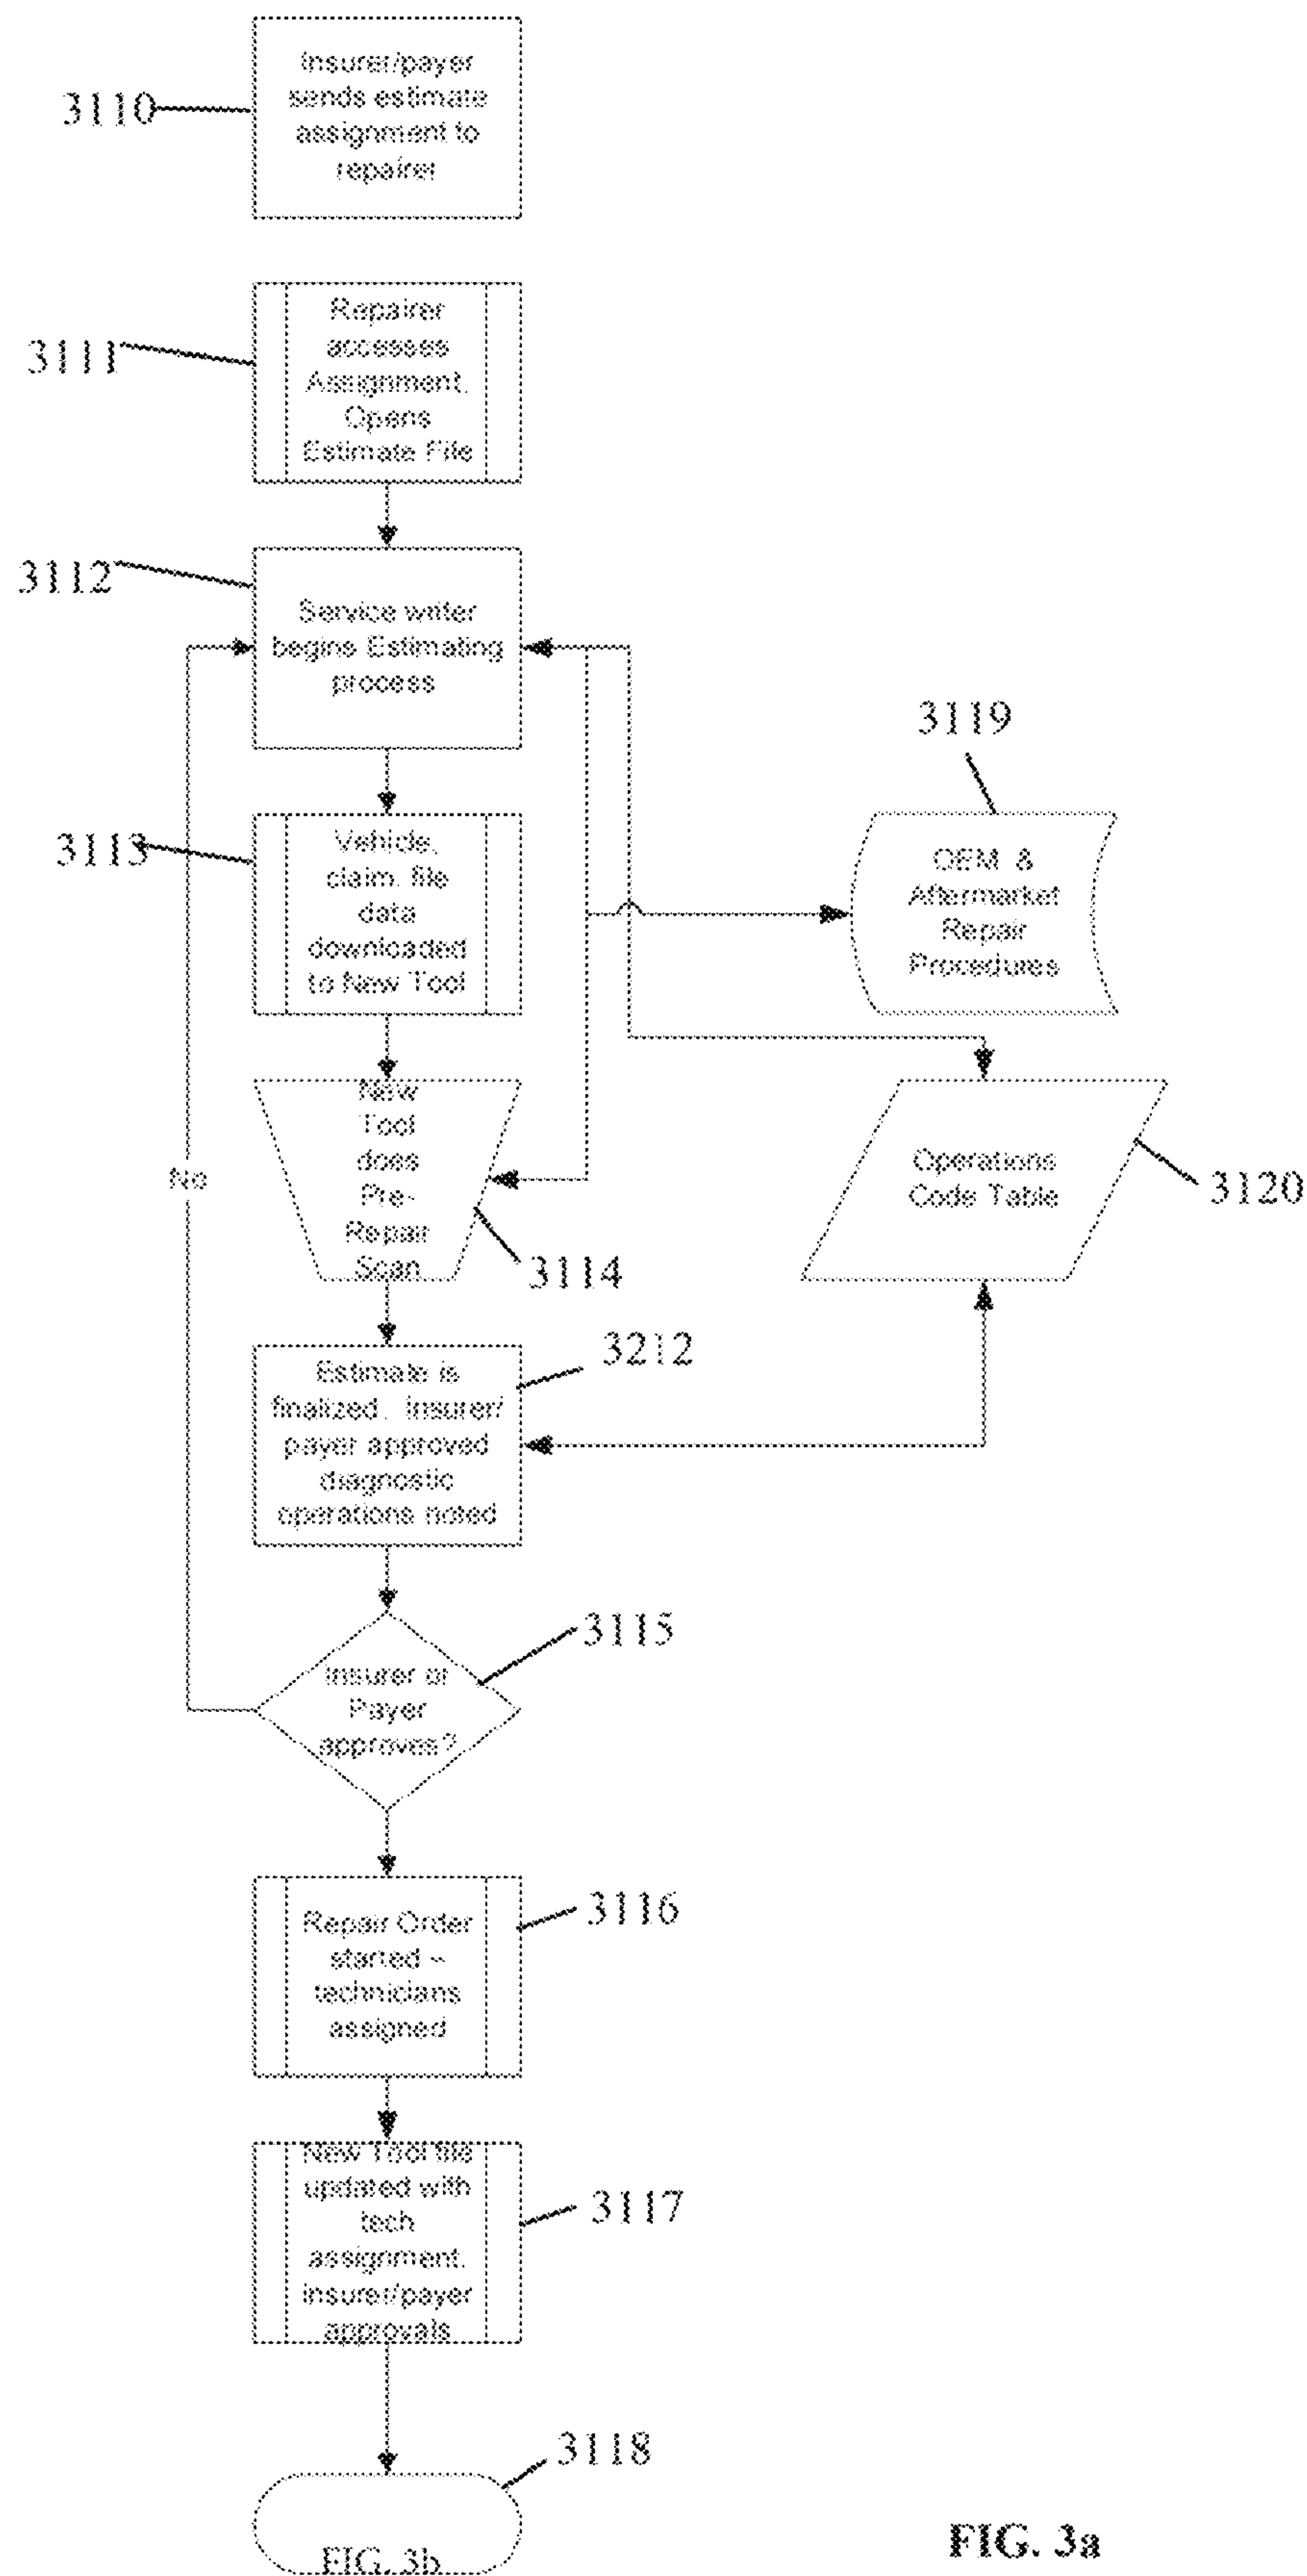 3110
Insurer/payer
sends estimate
assignment to
repairer
3111
Repairer
accesses
Assignment.
Opens
Estimate File
3112
Service writer
begins Estimating
process
3119
OEM &
Aftermarket
Repair
Procedures
3113
Vehicle,
claim, file
data
downloaded
to New Tool
No
New
Tool
does
Pre-
Repair
Scan
3114
Operations
Code Table
3120
3212
Estimate is
finalized. Insurer/
payer approved
diagnostic
operations noted
3115
Insurer or
Payer
approves?
3116
Repair Order
started –
technicians
assigned
3117
New Tool file
updated with
tech
assignment.
insurer/payer
approvals
3118
FIG. 3b
FIG. 3a